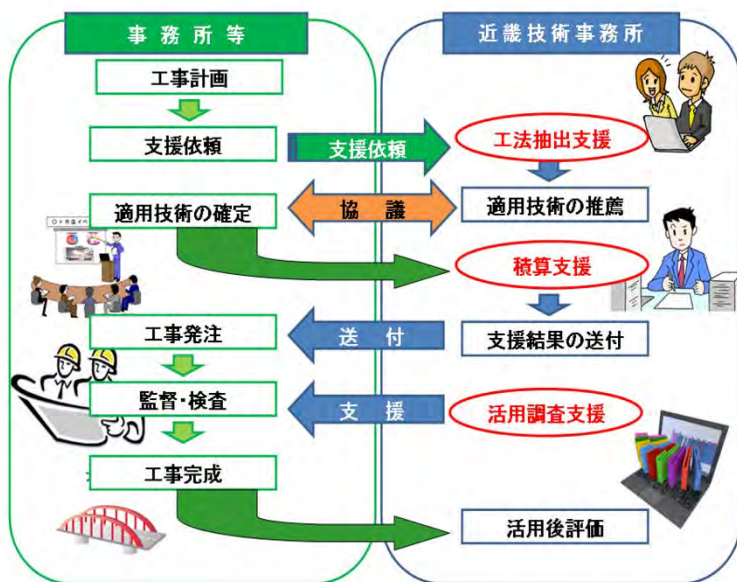 事務所等
近畿技術事務所
工事計画
支援依頼
支援依頼
工法抽出支援
適用技術の確定
協議
適用技術の推薦
積算支援
工事発注
送付
支援結果の送付
監督・検査
支援
活用調査支援
工事完成
活用後評価